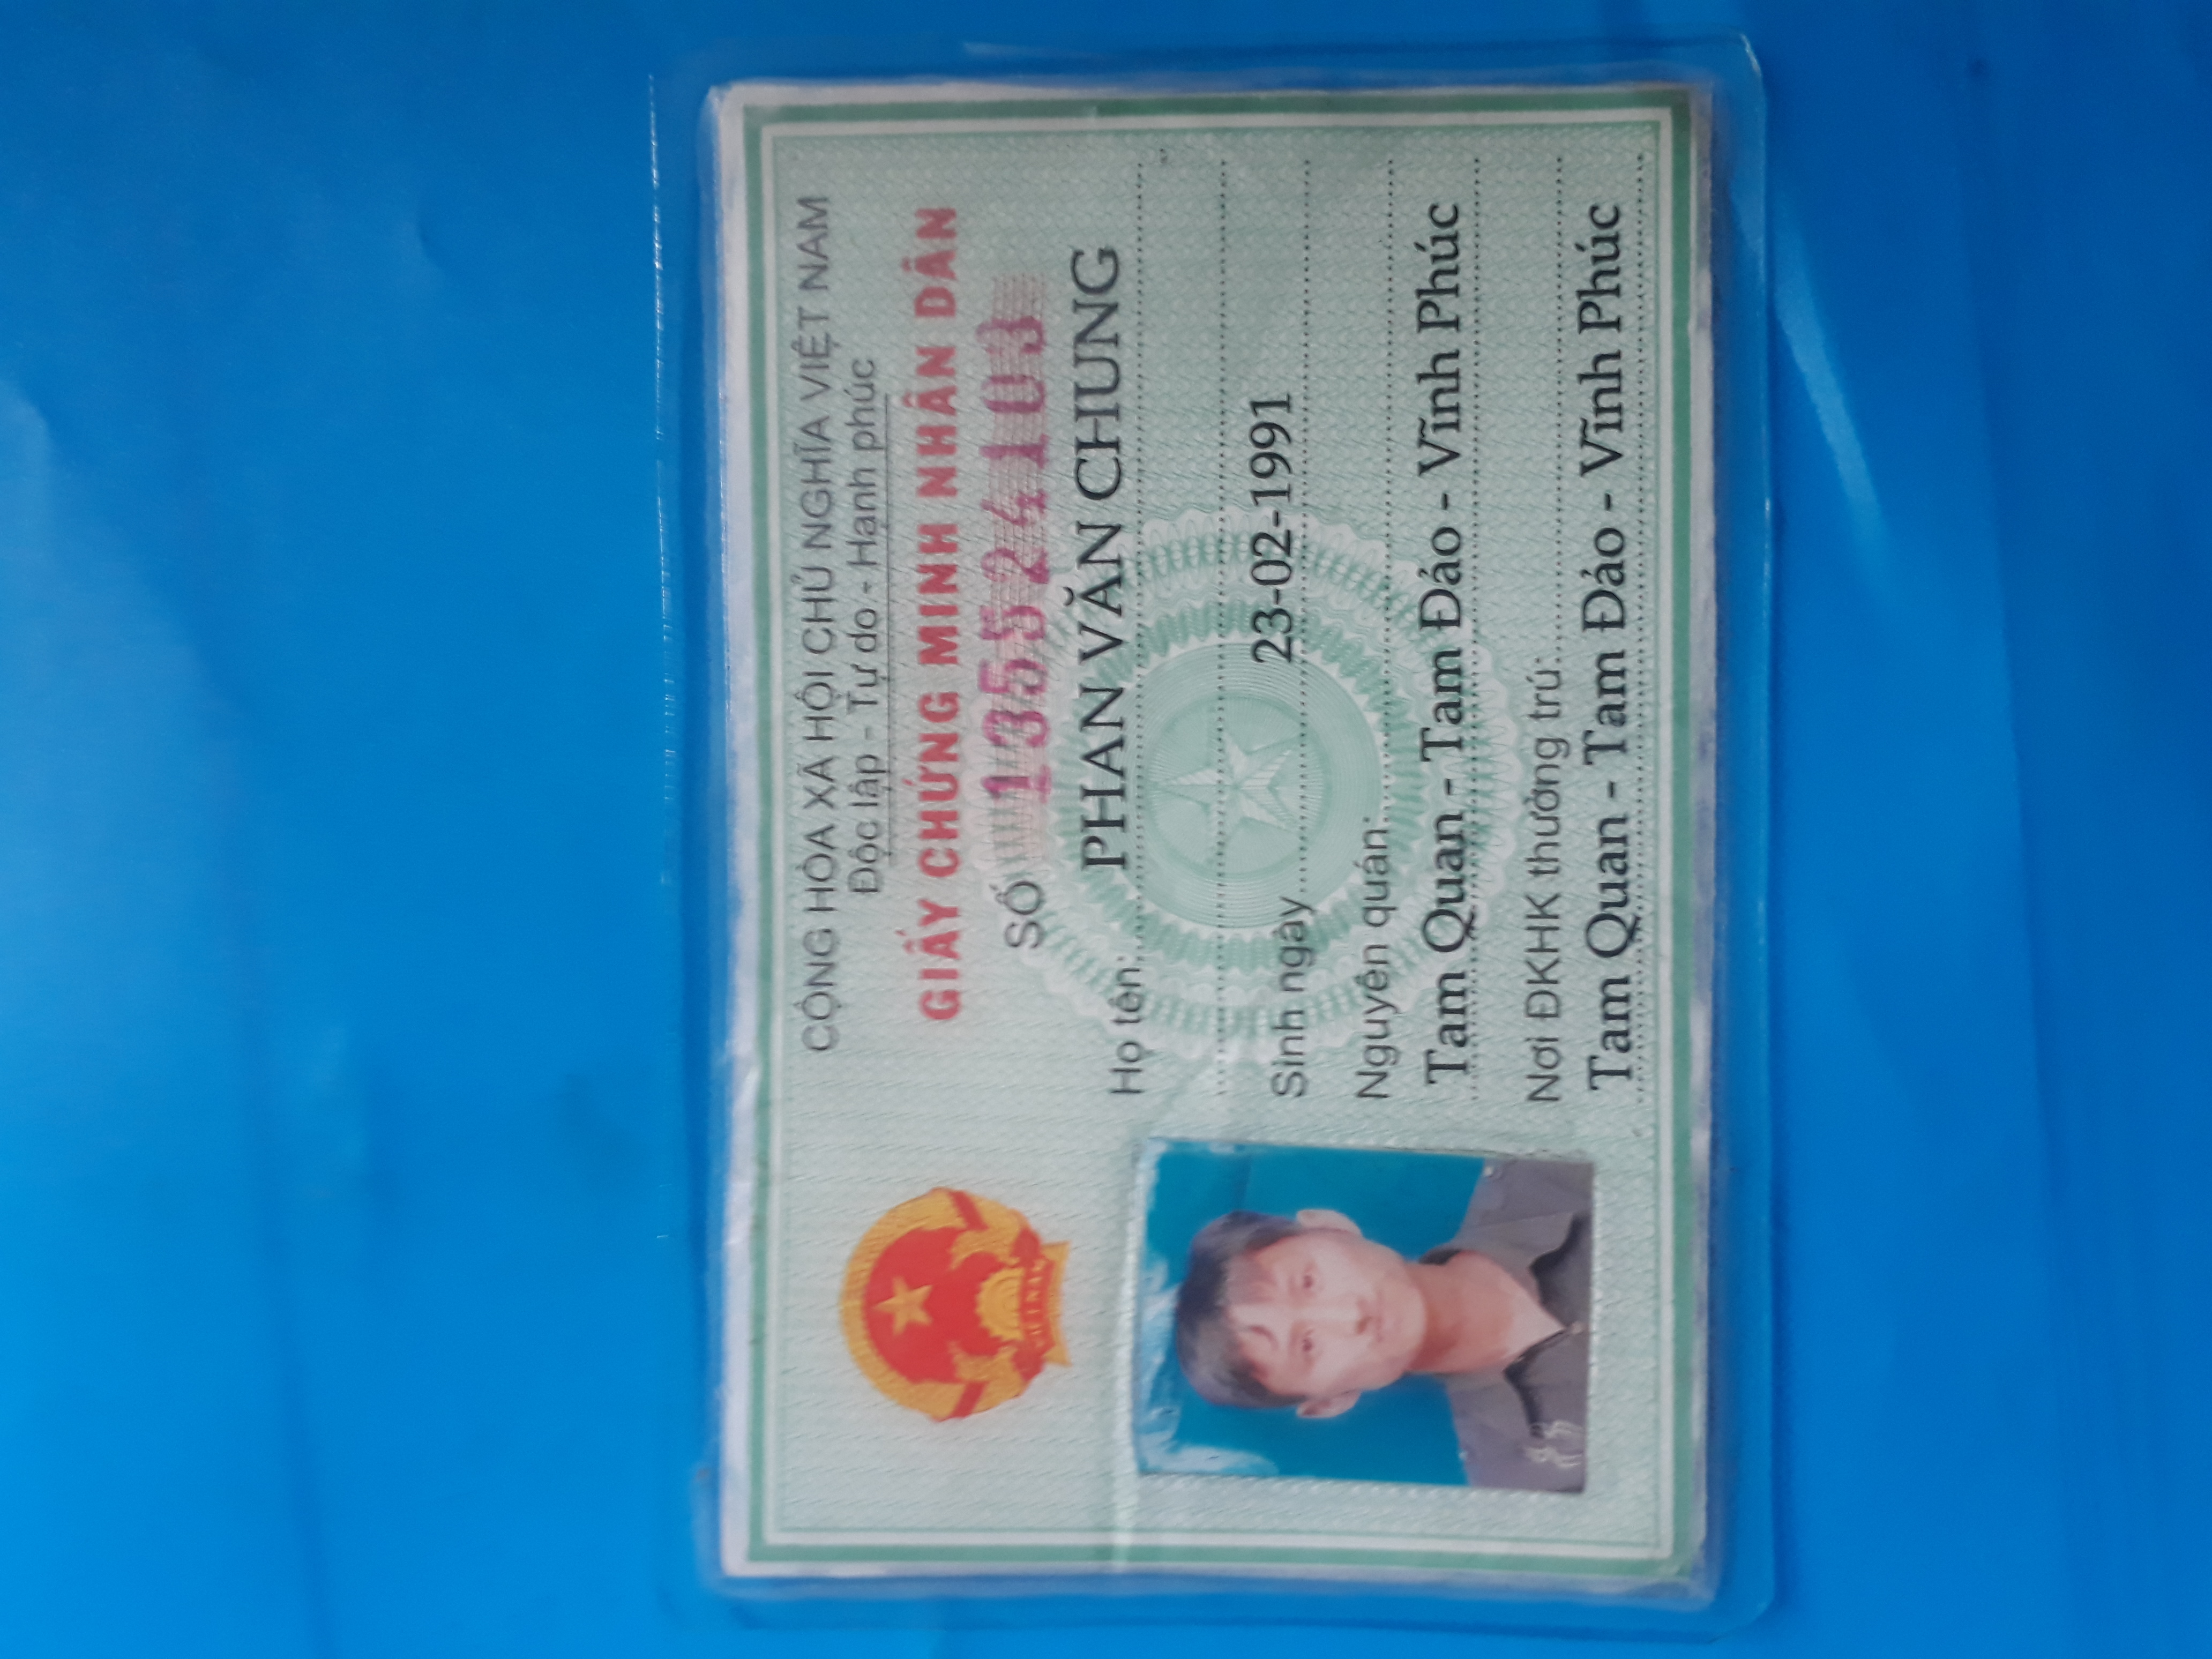 CỘNG HÒA XÃ HỘI CHỦ NGHĨA VIỆT NAM
Độc lập - Tự do - Hạnh phúc
GIẤY CHỨNG MINH NHÂN DÂN
SỐ 135524103
VIỆT NAM
Họ tên: PHAN VĂN CHUNG
Sinh ngày 23-02-1991
Nguyên quán:
Tam Quan - Tam Đảo - Vĩnh Phúc
Nơi ĐKHK thường trú:
Tam Quan - Tam Đảo - Vĩnh Phúc